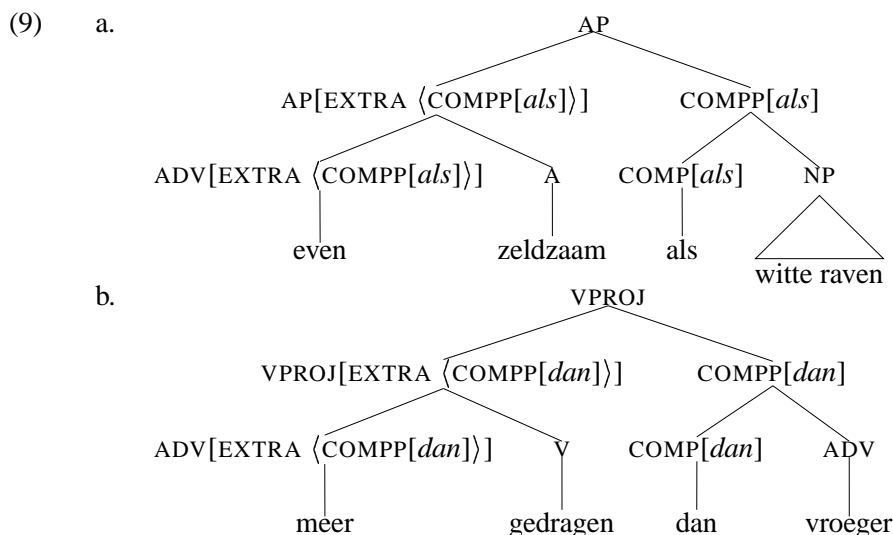 (9) a. AP
AP[EXTRA ⟨COMPP[als]⟩] COMPP[als]
ADV[EXTRA ⟨COMPP[als]⟩] A COMP[als] NP
even zeldzaam als witte raven
b. VPROJ
VPROJ[EXTRA ⟨COMPP[dan]⟩] COMPP[dan]
ADV[EXTRA ⟨COMPP[dan]⟩] V COMP[dan] ADV
meer gedragen dan vroeger